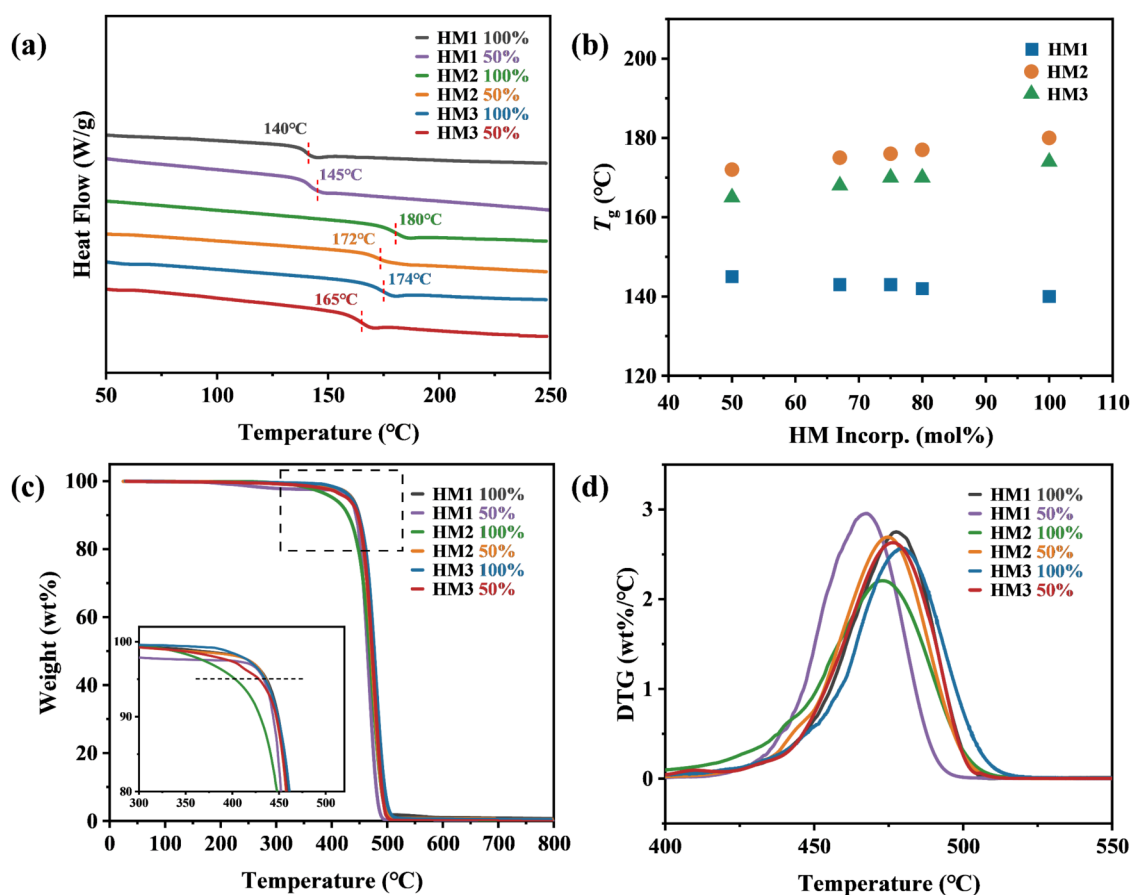 (a)
HM1 100%
HM1 50%
HM2 100%
HM2 50%
HM3 100%
HM3 50%
140℃
145℃
180℃
172℃
174℃
165℃
Heat Flow (W/g)
50 100 150 200 250
Temperature (℃)
(b)
HM1
HM2
HM3
200
180
160
140
120
Tg (℃)
40 50 60 70 80 90 100 110
HM Incorp. (mol%)
(c)
HM1 100%
HM1 50%
HM2 100%
HM2 50%
HM3 100%
HM3 50%
100
80
60
40
20
0
Weight (wt%)
100
90
80
300 350 400 450 500
0 100 200 300 400 500 600 700 800
Temperature (℃)
(d)
HM1 100%
HM1 50%
HM2 100%
HM2 50%
HM3 100%
HM3 50%
3
2
1
0
DTG (wt%/℃)
400 450 500 550
Temperature (℃)